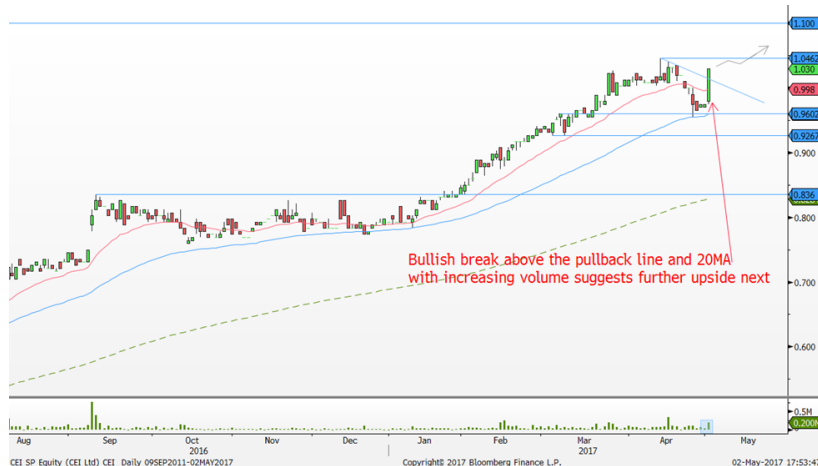 1.100
1.0462
1.030
0.998
0.9602
0.9267
0.900
0.836
0.800
0.700
0.600
Bullish break above the pullback line and 20MA
with increasing volume suggests further upside next
0.5M
0.200M
Aug Sep Oct Nov Dec Jan Feb Mar Apr May
2016 2017
CEI SP Equity (CEI Ltd) CEI Daily 09SEP2011-02MAY2017 Copyright© 2017 Bloomberg Finance L.P. 02-May-2017 17:53:47